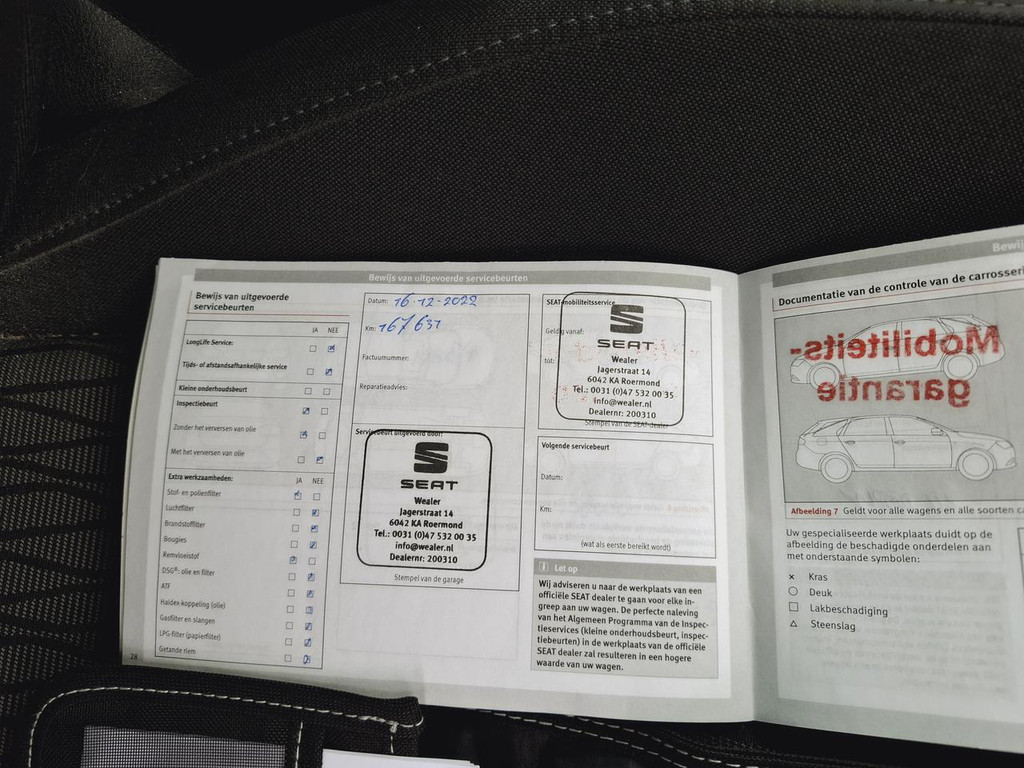 Bewijs van uitgevoerde servicebeurten
Bewijs van uitgevoerde
servicebeurten
JA NEE
LongLife Service:
Tijds- of afstandsafhankelijke service
Kleine onderhoudsbeurt
Inspectiebeurt
Zonder het verversen van olie
Met het verversen van olie
Extra werkzaamheden: JA NEE
Stof- en pollenfilter
Luchtfilter
Brandstoffilter
Bougies
Remvloeistof
DSG®: olie en filter
ATF
Haldex-koppeling (olie)
Gasfilter en slangen
LPG-filter (papierfilter)
Getande riem
28
Datum: 16-12-2022
Km: 167631
Factuurnummer:
Reparatieadvies:
Servicebeurt uitgevoerd door:
SEAT
Wealer
Jagerstraat 14
6042 KA Roermond
Tel.: 0031 (0)47 532 00 35
info@wealer.nl
Dealernr: 200310
Stempel van de garage
SEAT-mobiliteitsservice
Geldig vanaf:
tot:
SEAT
Wealer
Jagerstraat 14
6042 KA Roermond
Tel.: 0031 (0)47 532 00 35
info@wealer.nl
Dealernr: 200310
Stempel van de SEAT-dealer
Volgende servicebeurt
Datum:
Km:
(wat als eerste bereikt wordt)
Let op
Wij adviseren u naar de werkplaats van een
officiële SEAT dealer te gaan voor elke in-
greep aan uw wagen. De perfecte naleving
van het Algemeen Programma van de Inspec-
tieservices (kleine onderhoudsbeurt, inspec-
tiebeurten) in de werkplaats van de officiële
SEAT dealer zal resulteren in een hogere
waarde van uw wagen.
Documentatie van de controle van de carrosser
Mobiliteits-
garantie
Afbeelding 7 Geldt voor alle wagens en alle soorten
Uw gespecialiseerde werkplaats duidt op de
afbeelding de beschadigde onderdelen aan
met onderstaande symbolen:
× Kras
○ Deuk
□ Lakbeschadiging
△ Steenslag